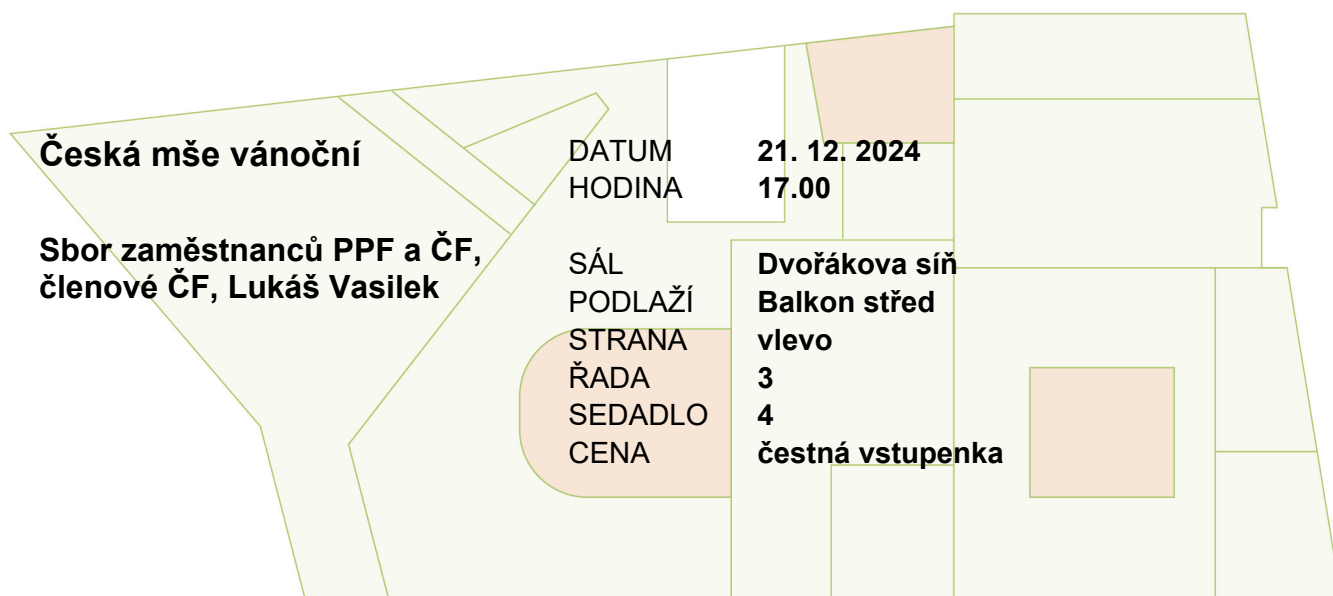 Česká mše vánoční
Sbor zaměstnanců PPF a ČF,
členové ČF, Lukáš Vasilek
DATUM 21. 12. 2024
HODINA 17.00
SÁL Dvořákova síň
PODLAŽÍ Balkon střed
STRANA vlevo
ŘADA 3
SEDADLO 4
CENA čestná vstupenka